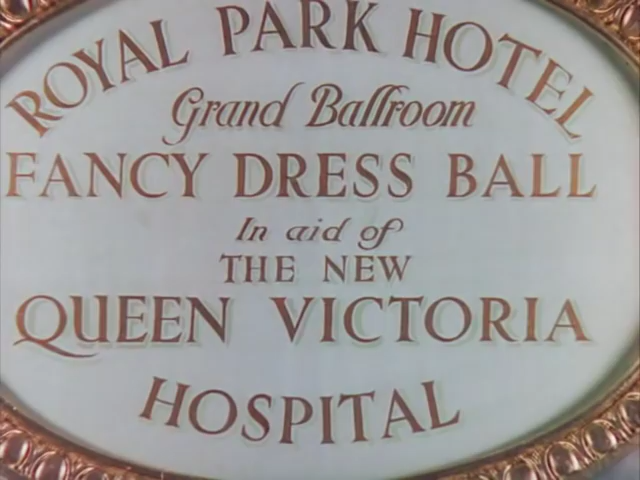 ROYAL PARK HOTEL
Grand Ballroom
FANCY DRESS BALL
In aid of
THE NEW
QUEEN VICTORIA
HOSPITAL